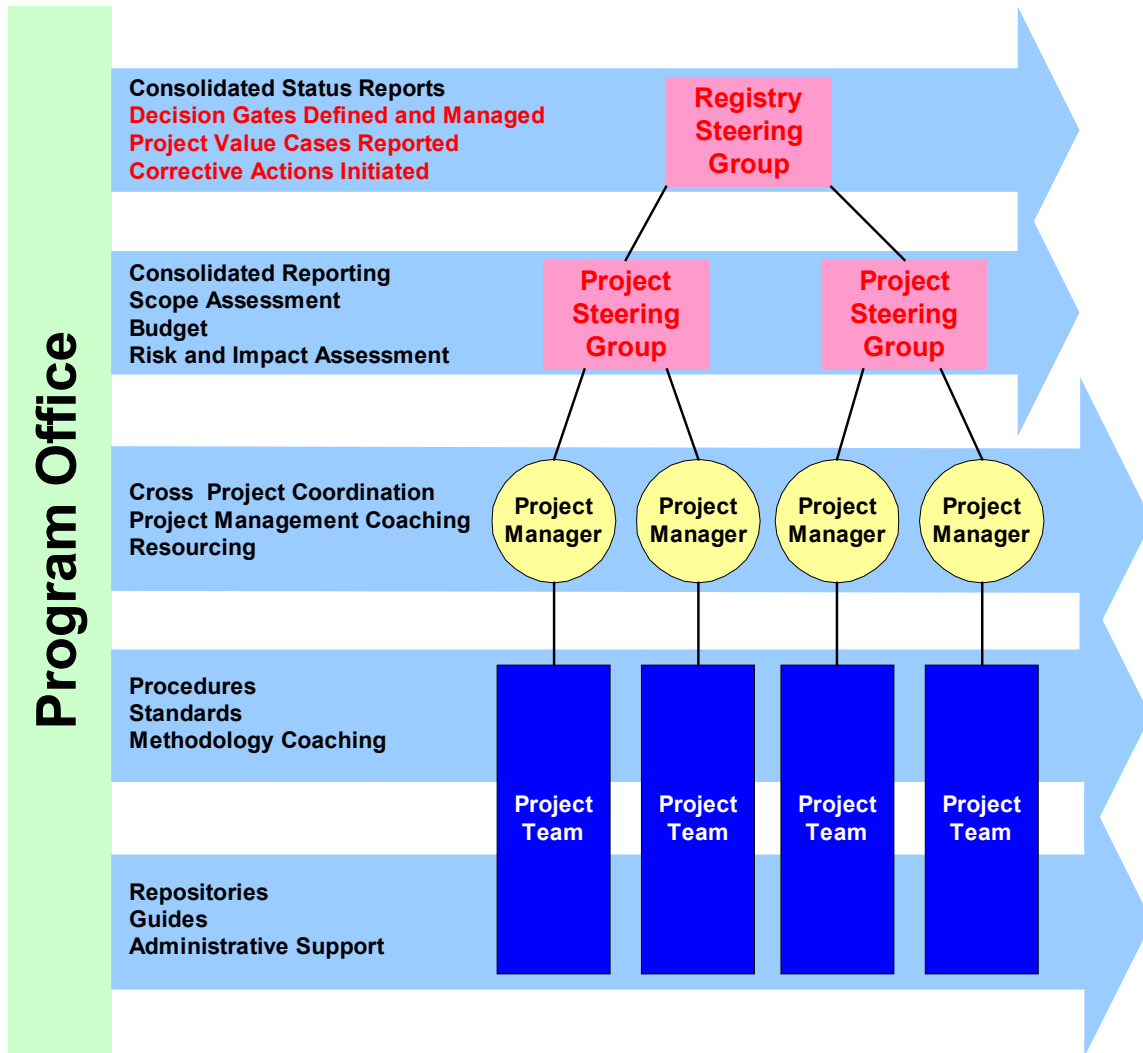 Program Office
Consolidated Status Reports
Decision Gates Defined and Managed
Project Value Cases Reported
Corrective Actions Initiated
Registry
Steering
Group
Consolidated Reporting
Scope Assessment
Budget
Risk and Impact Assessment
Project
Steering
Group
Project
Steering
Group
Cross Project Coordination
Project Management Coaching
Resourcing
Project
Manager
Project
Manager
Project
Manager
Project
Manager
Procedures
Standards
Methodology Coaching
Project
Team
Project
Team
Project
Team
Project
Team
Repositories
Guides
Administrative Support